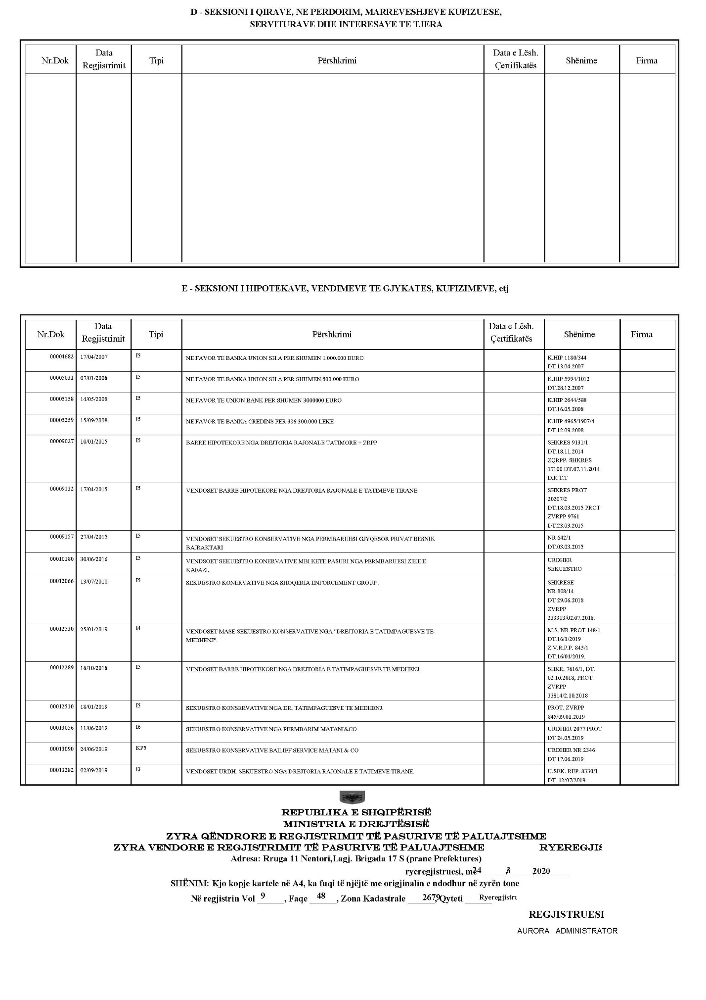 D - SEKSIONI I QIRAVE, NE PERDORIM, MARREVESHJEVE KUFIZUESE,
SERVITURAVE DHE INTERESAVE TE TJERA
Nr.Dok Data Regjistrimit Tipi Përshkrimi Data e Lësh. Çertifikatës Shënime Firma
E - SEKSIONI I HIPOTEKAVE, VENDIMEVE TE GJYKATES, KUFIZIMEVE, etj
Nr.Dok Data Regjistrimit Tipi Përshkrimi Data e Lësh. Çertifikatës Shënime Firma
00004682 17/04/2007 I5 NE FAVOR TE BANKA UNION SH.A PER SHUMEN 1.000.000 EURO K.HIP 1180/344
DT.13.04.2007
00005031 07/01/2008 I5 NE FAVOR TE BANKA UNION SH.A PER SHUMEN 500.000 EURO K.HIP 5994/1012
DT.28.12.2007
00005158 14/05/2008 I5 NE FAVOR TE UNION BANK PER SHUMEN 3000000 EURO K.HIP 2644/588
DT.16.05.2008
00005259 15/09/2008 I5 NE FAVOR TE BANKA CREDINS PER 386.300.000 LEKE K.HIP 4965/1907/4
DT.12.09.2008
00009027 10/01/2015 I5 BARRE HIPOTEKORE NGA DREJTORIA RAJONALE TATIMORE + ZRPP SHKRES 9131/1
DT.18.11.2014
ZQRPP. SHKRES
17100 DT.07.11.2014
D.R.T.T
00009132 17/04/2015 I5 VENDOSET BARRE HIPOTEKORE NGA DREJTORIA RAJONALE E TATIMEVE TIRANE SHKRES PROT
20207/2
DT.18.03.2015 PROT
ZVRPP 9761
DT.23.03.2015
00009157 27/04/2015 I5 VENDOSET SEKUESTRO KONSERVATIVE NGA PERMBARUESI GJYQESOR PRIVAT BESNIK NR 642/1
BAJRAKTARI DT.03.03.2015
00010180 30/06/2016 I5 VENDSOET SEKUESTRO KONERVATIVE MBI KETE PASURI NGA PERMBARUESI ZIKE E URDHER
KAFAZI. SEKUESTRO
00012066 13/07/2018 I5 SEKUESTRO KONERVATIVE NGA SHOQERIA ENFORCEMENT GROUP . SHKRESE
NR 808/14
DT 29.06.2018
ZVRPP
233313/02.07.2018.
00012530 25/01/2019 I4 VENDOSET MASE SEKUESTRO KONSERVATIVE NGA "DREJTORIA E TATIMPAGUESVE TE M.S. NR.PROT.148/1
MEDHENJ". DT.16/1/2019
Z.V.R.P.P. 845/1
DT.16/01/2019.
00012289 18/10/2018 I5 VENDOSET BARRE HIPOTEKORE NGA DREJTORIA E TATIMPAGUESVE TE MEDHENJ. SHKR. 7616/1, DT.
02.10.2018, PROT.
ZVRPP
33814/2.10.2018
00012510 18/01/2019 I5 SEKUESTRO KONSERVATIVE NGA DR. TATIMPAGUESVE TE MEDHENJ. PROT. ZVRPP
845/09.01.2019
00013056 11/06/2019 I6 SEKUESTRO KONSERVATIVE NGA PERMBARIM MATANI&CO URDHER 2077 PROT
DT 24.05.2019
00013090 24/06/2019 KP5 SEKUESTRO KONSERVATIVE BAILIFF SERVICE MATANI & CO URDHER NR 2346
DT 17.06.2019
00013282 02/09/2019 I3 VENDOSET URDH. SEKUESTRO NGA DREJTORIA RAJONALE E TATIMEVE TIRANE. U.SEK. REP. 8330/1
DT. 12/07/2019
REPUBLIKA E SHQIPËRISË
MINISTRIA E DREJTËSISË
ZYRA QËNDRORE E REGJISTRIMIT TË PASURIVE TË PALUAJTSHME
ZYRA VENDORE E REGJISTRIMIT TË PASURIVE TË PALUAJTSHME RYEREGJIS
Adresa: Rruga 11 Nentori,Lagj. Brigada 17 S (prane Prefektures)
ryeregjistruesi, më 24 / 3 / 2020
SHËNIM: Kjo kopje kartele në A4, ka fuqi të njëjtë me origjinalin e ndodhur në zyrën tone
Në regjistrin Vol 9 , Faqe 48 , Zona Kadastrale 2679, Qyteti Ryeregjistru
REGJISTRUESI
AURORA ADMINISTRATOR